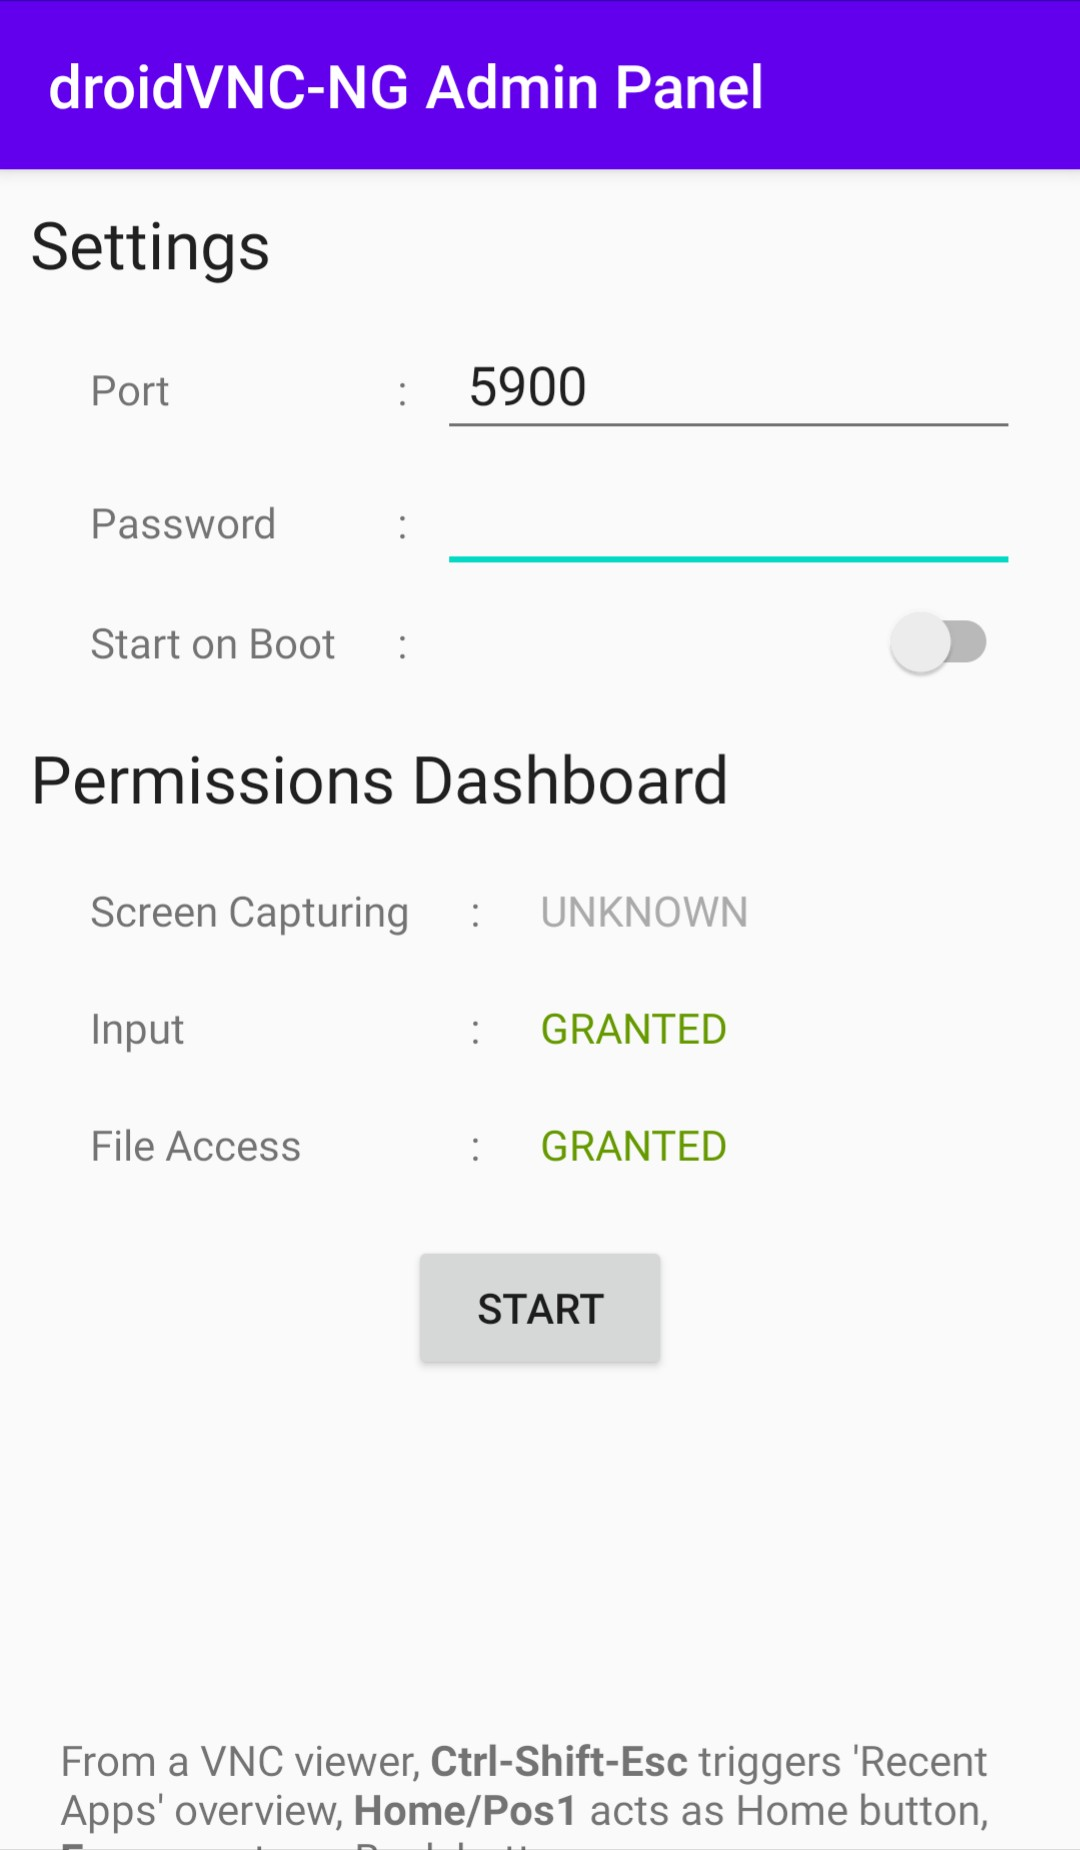 droidVNC-NG Admin Panel
Settings
Port : 5900
Password :
Start on Boot :
Permissions Dashboard
Screen Capturing : UNKNOWN
Input : GRANTED
File Access : GRANTED
START
From a VNC viewer, Ctrl-Shift-Esc triggers 'Recent
Apps' overview, Home/Pos1 acts as Home button,